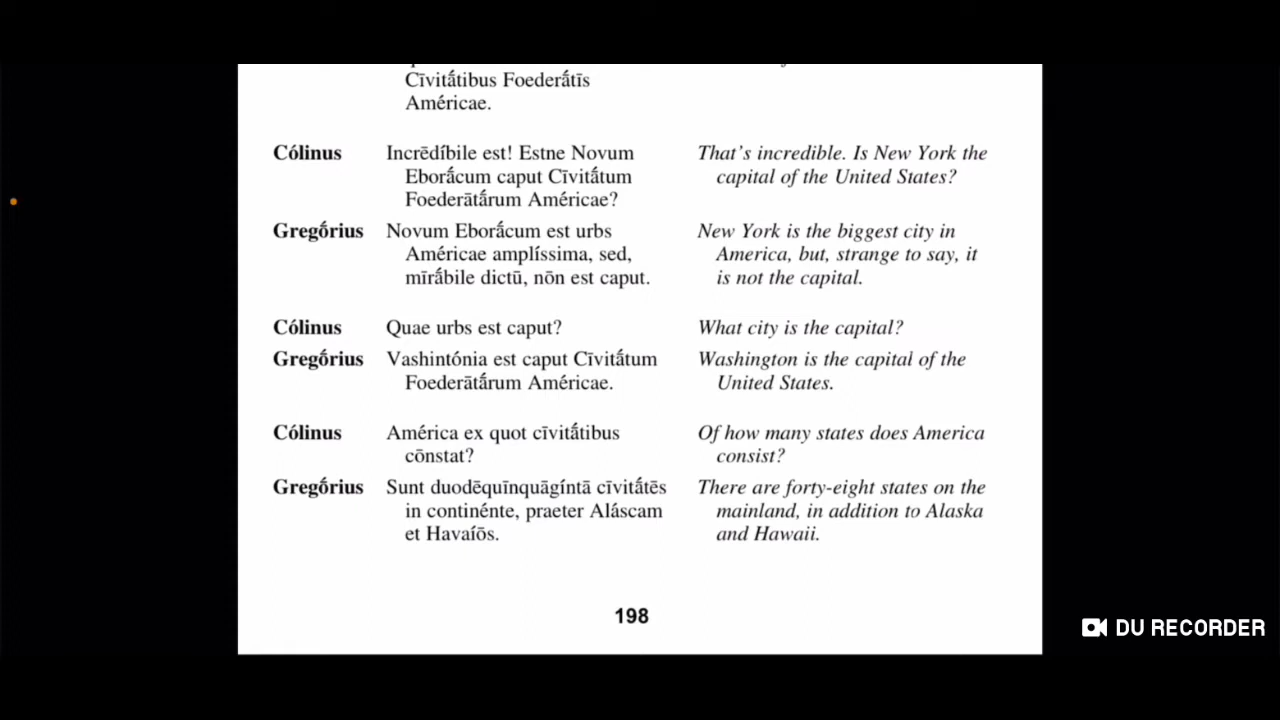 Cīvitā́tibus Foederā́tīs
Améric​ae.
Cólinus Incrēdíbile est! Estne Novum That's incredible. Is New York the
Eborā́cum caput Cīvitā́tum capital of the United States?
Foederātā́rum Américae?
Gregṓrius Novum Eborā́cum est urbs New York is the biggest city in
Américae amplíssima, sed, America, but, strange to say, it
mīrā́bile dictū, nōn est caput. is not the capital.
Cólinus Quae urbs est caput? What city is the capital?
Gregṓrius Vashintónia est caput Cīvitā́tum Washington is the capital of the
Foederātā́rum Américae. United States.
Cólinus América ex quot cīvitā́tibus Of how many states does America
cōnstat? consist?
Gregṓrius Sunt duodēquīnquāgíntā cīvitā́tēs There are forty-eight states on the
in continénte, praeter Aláscam mainland, in addition to Alaska
et Havaíōs. and Hawaii.
198
DU RECORDER